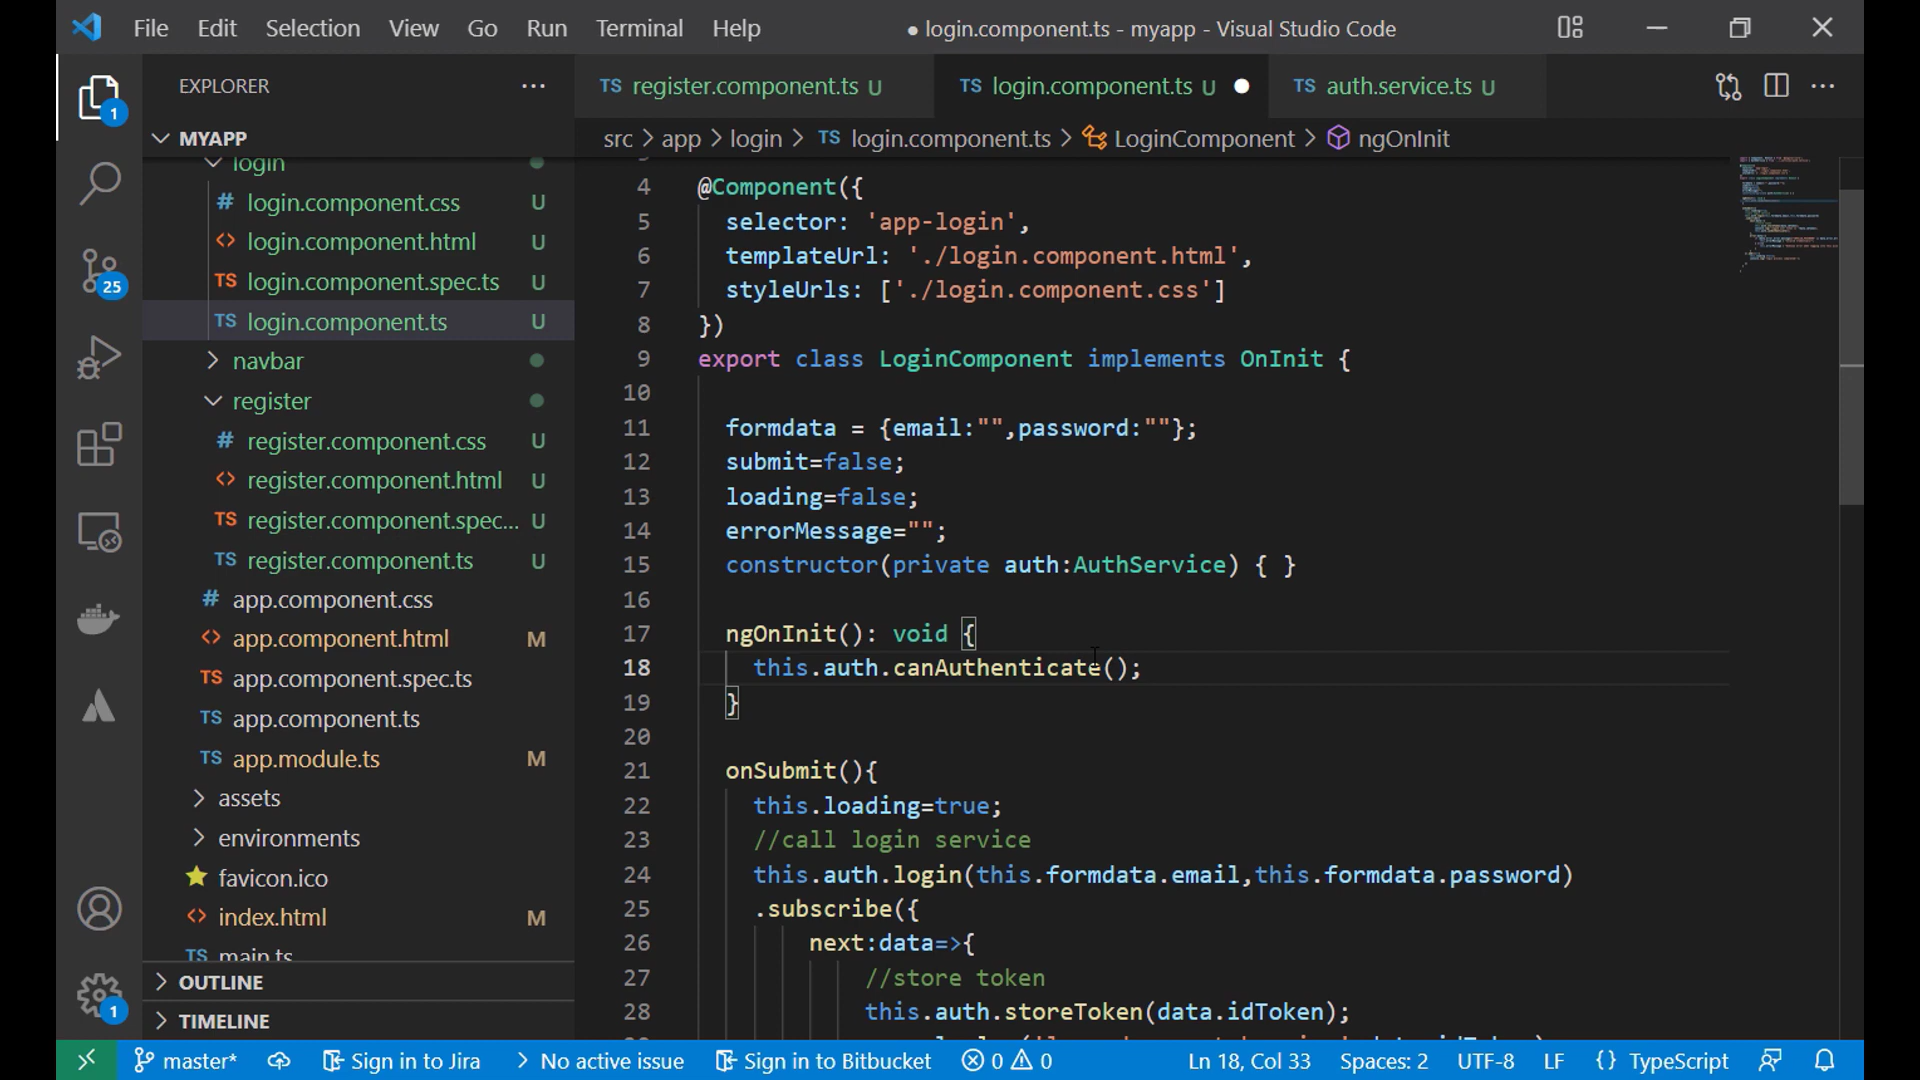 File Edit Selection View Go Run Terminal Help
● login.component.ts - myapp - Visual Studio Code
EXPLORER
MYAPP
login
# login.component.css U
<> login.component.html U
TS login.component.spec.ts U
TS login.component.ts U
navbar
register
# register.component.css U
<> register.component.html U
TS register.component.spec... U
TS register.component.ts U
# app.component.css
<> app.component.html M
TS app.component.spec.ts
TS app.component.ts
TS app.module.ts M
assets
environments
favicon.ico
<> index.html M
TS main.ts
OUTLINE
TIMELINE
1
25
1
TS register.component.ts U
TS login.component.ts U
TS auth.service.ts U
src > app > login > TS login.component.ts > LoginComponent > ngOnInit
4 @Component({
5 selector: 'app-login',
6 templateUrl: './login.component.html',
7 styleUrls: ['./login.component.css']
8 })
9 export class LoginComponent implements OnInit {
10
11 formdata = {email:"",password:""};
12 submit=false;
13 loading=false;
14 errorMessage="";
15 constructor(private auth:AuthService) { }
16
17 ngOnInit(): void {
18 this.auth.canAuthenticate();
19 }
20
21 onSubmit(){
22 this.loading=true;
23 //call login service
24 this.auth.login(this.formdata.email,this.formdata.password)
25 .subscribe({
26 next:data=>{
27 //store token
28 this.auth.storeToken(data.idToken);
master* Sign in to Jira No active issue Sign in to Bitbucket 0 0 Ln 18, Col 33 Spaces: 2 UTF-8 LF {} TypeScript